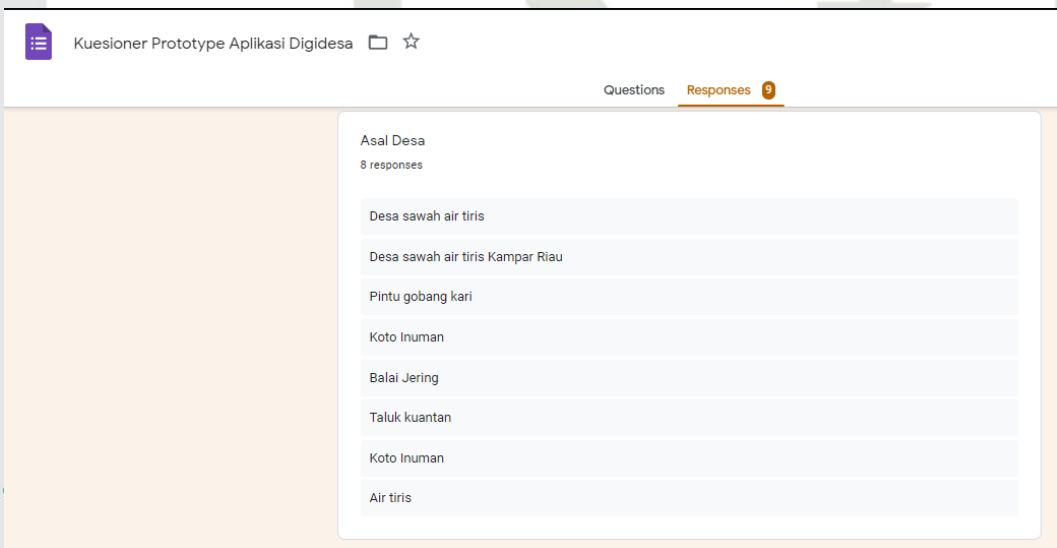 Kuesioner Prototype Aplikasi Digidesa
Questions Responses 9
Asal Desa
8 responses
Desa sawah air tiris
Desa sawah air tiris Kampar Riau
Pintu gobang kari
Koto Inuman
Balai Jering
Taluk kuantan
Koto Inuman
Air tiris